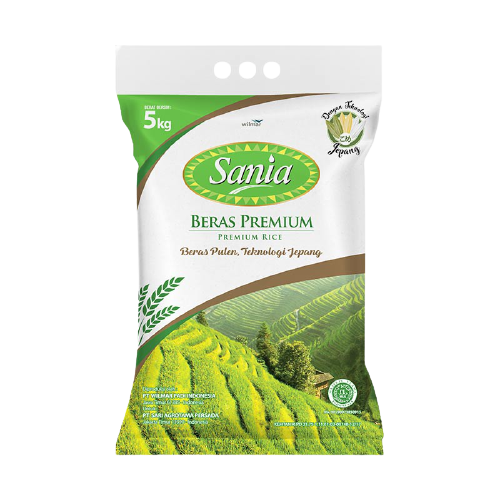 BERAT BERSIH:
5kg
wilmar
Dengan Teknologi
Jepang
Sania
BERAS PREMIUM
PREMIUM RICE
Beras Pulen, Teknologi Jepang
PT. WILMAR PADI INDONESIA
PT. SARI AGROTAMA PERSADA